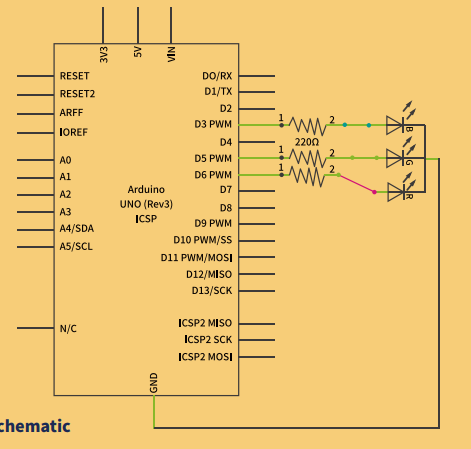 3V3
5V
VIN
RESET
RESET2
ARFF
IOREF
A0
A1
A2
A3
A4/SDA
A5/SCL
N/C
Arduino
UNO (Rev3)
ICSP
DO/RX
D1/TX
D2
D3 PWM
D4
D5 PWM
D6 PWM
D7
D8
D9 PWM
D10 PWM/SS
D11 PWM/MOSI
D12/MISO
D13/SCK
ICSP2 MISO
ICSP2 SCK
ICSP2 MOSI
GND
1 2
220Ω
1 2
1 2
B
G
R
chematic